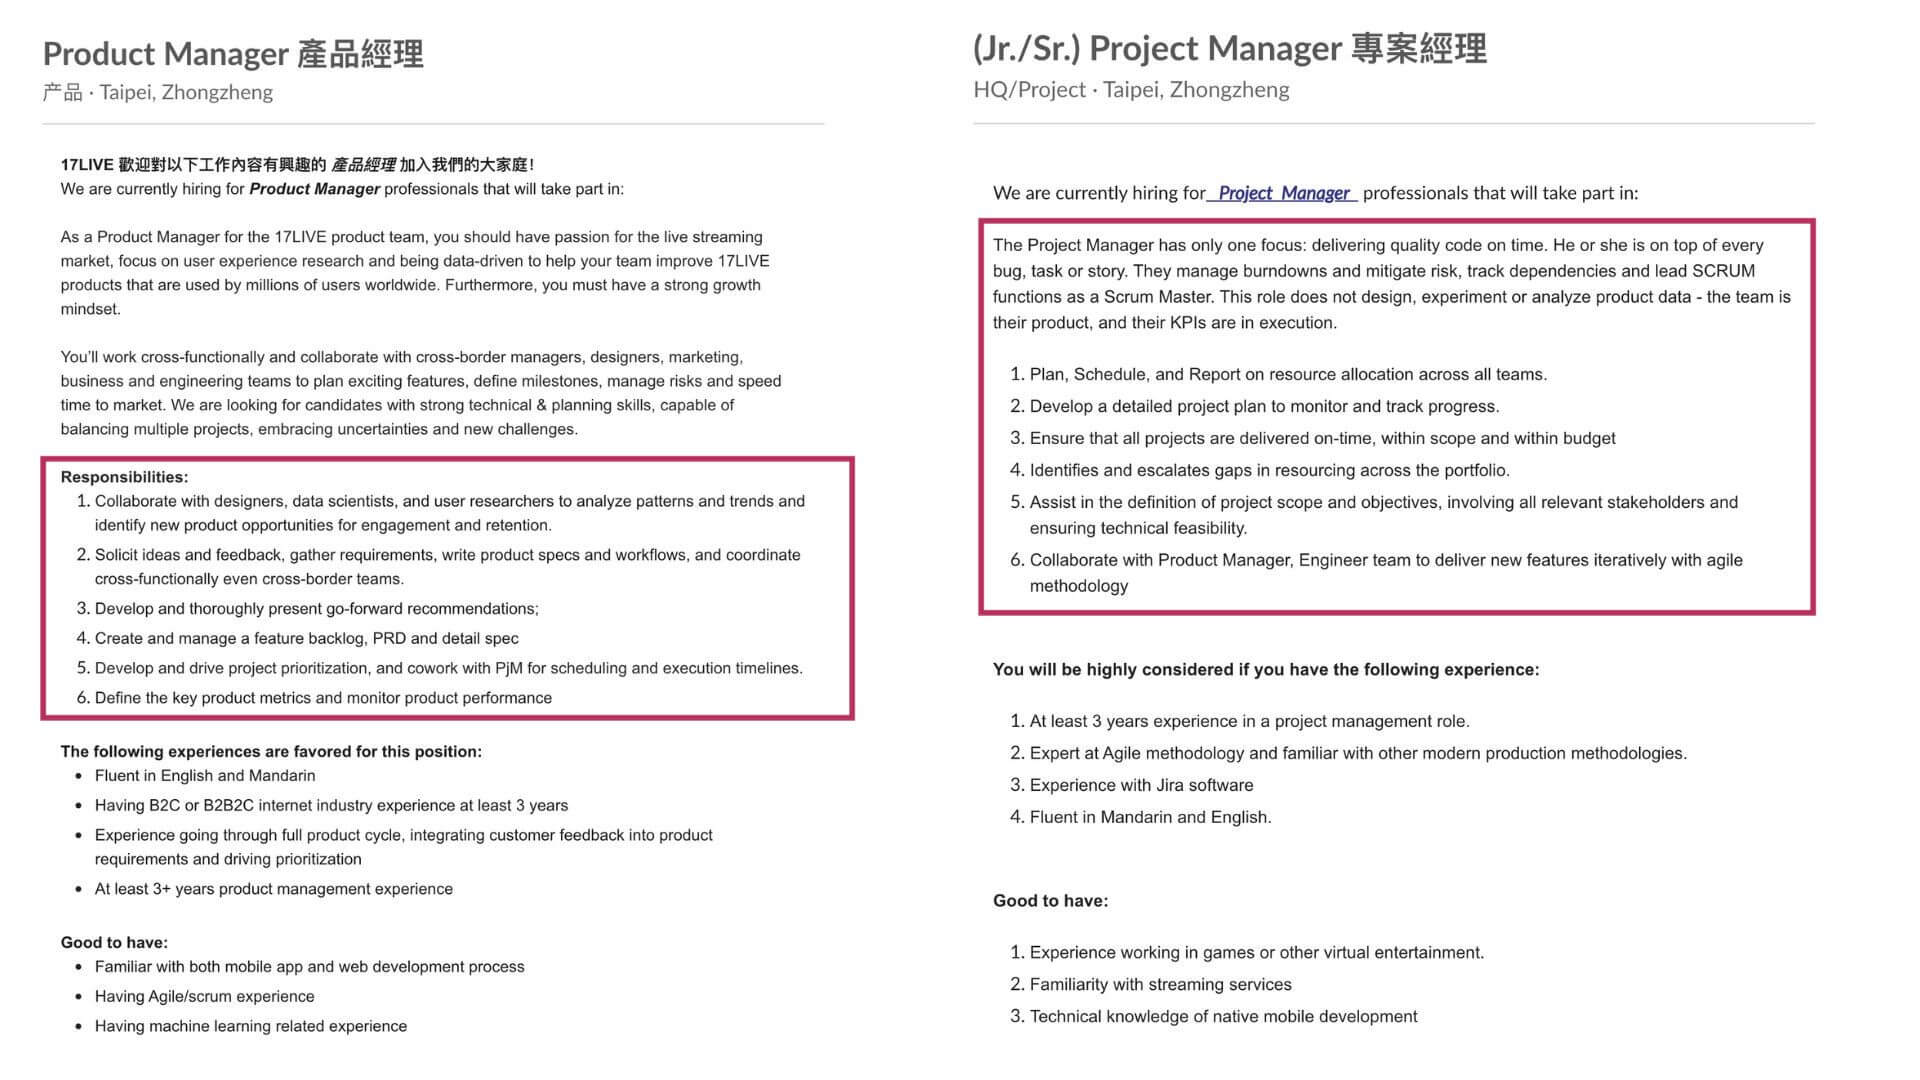 Product Manager 產品經理
产品 · Taipei, Zhongzheng
17LIVE 歡迎對以下工作內容有興趣的 產品經理 加入我們的大家庭!
We are currently hiring for Product Manager professionals that will take part in:
As a Product Manager for the 17LIVE product team, you should have passion for the live streaming
market, focus on user experience research and being data-driven to help your team improve 17LIVE
products that are used by millions of users worldwide. Furthermore, you must have a strong growth
mindset.
You'll work cross-functionally and collaborate with cross-border managers, designers, marketing,
business and engineering teams to plan exciting features, define milestones, manage risks and speed
time to market. We are looking for candidates with strong technical & planning skills, capable of
balancing multiple projects, embracing uncertainties and new challenges.
Responsibilities:
1. Collaborate with designers, data scientists, and user researchers to analyze patterns and trends and
identify new product opportunities for engagement and retention.
2. Solicit ideas and feedback, gather requirements, write product specs and workflows, and coordinate
cross-functionally even cross-border teams.
3. Develop and thoroughly present go-forward recommendations;
4. Create and manage a feature backlog, PRD and detail spec
5. Develop and drive project prioritization, and cowork with PjM for scheduling and execution timelines.
6. Define the key product metrics and monitor product performance
The following experiences are favored for this position:
• Fluent in English and Mandarin
• Having B2C or B2B2C internet industry experience at least 3 years
• Experience going through full product cycle, integrating customer feedback into product
requirements and driving prioritization
• At least 3+ years product management experience
Good to have:
• Familiar with both mobile app and web development process
• Having Agile/scrum experience
• Having machine learning related experience
(Jr./Sr.) Project Manager 專案經理
HQ/Project · Taipei, Zhongzheng
We are currently hiring for Project Manager professionals that will take part in:
The Project Manager has only one focus: delivering quality code on time. He or she is on top of every
bug, task or story. They manage burndowns and mitigate risk, track dependencies and lead SCRUM
functions as a Scrum Master. This role does not design, experiment or analyze product data - the team is
their product, and their KPIs are in execution.
1. Plan, Schedule, and Report on resource allocation across all teams.
2. Develop a detailed project plan to monitor and track progress.
3. Ensure that all projects are delivered on-time, within scope and within budget
4. Identifies and escalates gaps in resourcing across the portfolio.
5. Assist in the definition of project scope and objectives, involving all relevant stakeholders and
ensuring technical feasibility.
6. Collaborate with Product Manager, Engineer team to deliver new features iteratively with agile
methodology
You will be highly considered if you have the following experience:
1. At least 3 years experience in a project management role.
2. Expert at Agile methodology and familiar with other modern production methodologies.
3. Experience with Jira software
4. Fluent in Mandarin and English.
Good to have:
1. Experience working in games or other virtual entertainment.
2. Familiarity with streaming services
3. Technical knowledge of native mobile development